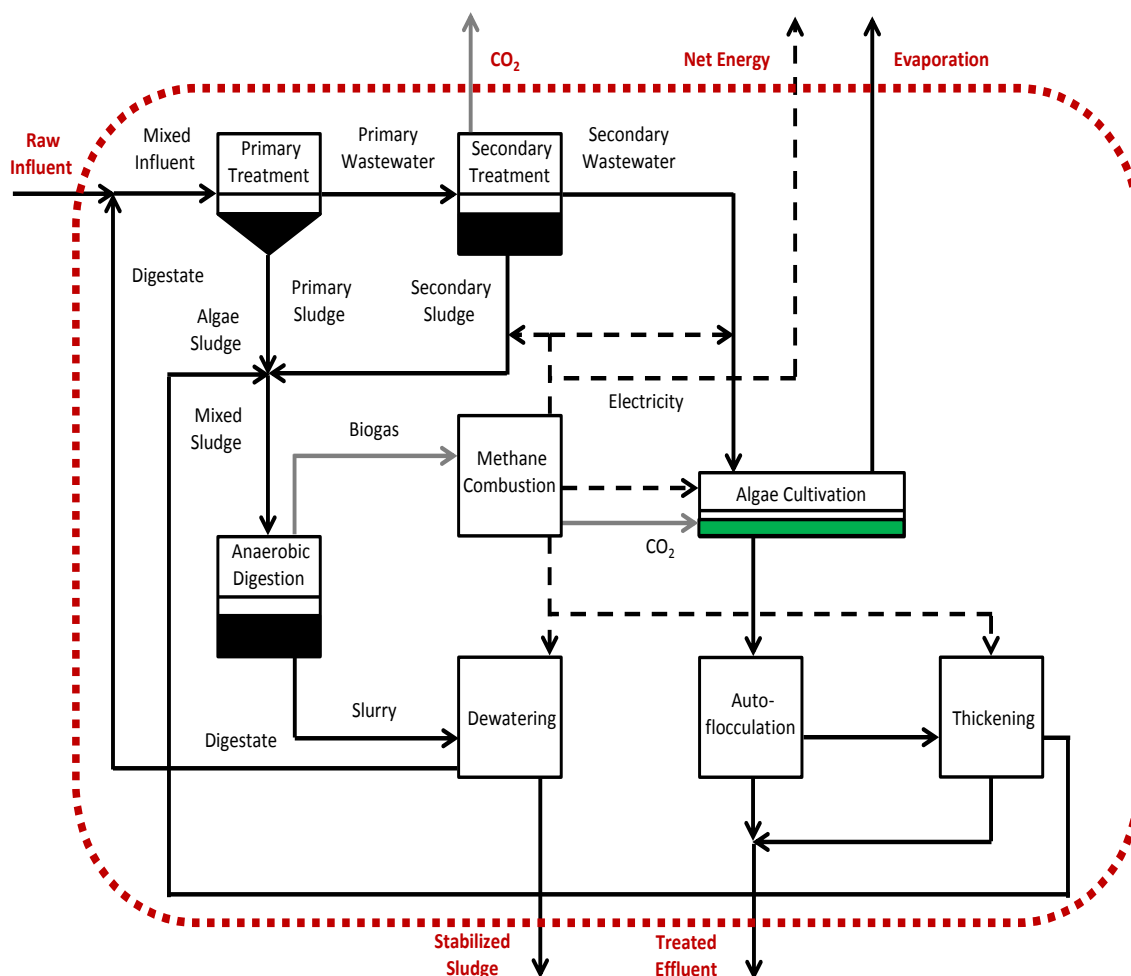 CO₂
Net Energy
Evaporation
Raw
Influent
Mixed
Influent
Primary
Treatment
Primary
Wastewater
Secondary
Treatment
Secondary
Wastewater
Digestate
Primary
Sludge
Secondary
Sludge
Algae
Sludge
Mixed
Sludge
Electricity
Biogas
Methane
Combustion
Algae Cultivation
CO₂
Anaerobic
Digestion
Slurry
Digestate
Dewatering
Auto-
flocculation
Thickening
Stabilized
Sludge
Treated
Effluent